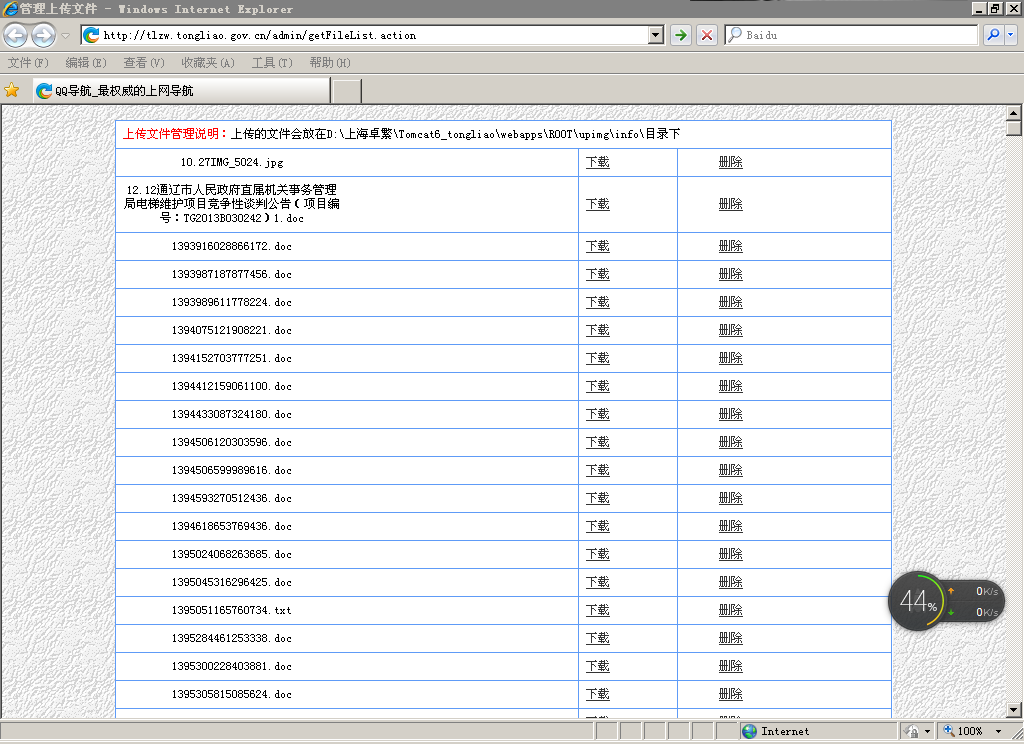 管理上传文件 - Windows Internet Explorer
http://tlzw.tongliao.gov.cn/admin/getFileList.action
Baidu
文件(F) 编辑(E) 查看(V) 收藏夹(A) 工具(T) 帮助(H)
QQ导航_最权威的上网导航
上传文件管理说明：上传的文件会放在D:\上海卓繁\Tomcat6_tongliao\webapps\ROOT\upimg\info\目录下
10.27IMG_5024.jpg 下载 删除
12.12通辽市人民政府直属机关事务管理
局电梯维护项目竞争性谈判公告（项目编 下载 删除
号：TG2013B030242）1.doc
1393916028866172.doc 下载 删除
1393987187877456.doc 下载 删除
1393989611778224.doc 下载 删除
1394075121908221.doc 下载 删除
1394152703777251.doc 下载 删除
1394412159061100.doc 下载 删除
1394433087324180.doc 下载 删除
1394506120303596.doc 下载 删除
1394506599989616.doc 下载 删除
1394593270512436.doc 下载 删除
1394618653769436.doc 下载 删除
1395024068263685.doc 下载 删除
1395045316296425.doc 下载 删除
1395051165760734.txt 下载 删除
1395284461253338.doc 下载 删除
1395300228403881.doc 下载 删除
1395305815085624.doc 下载 删除
44%
0K/s
0K/s
Internet
100%